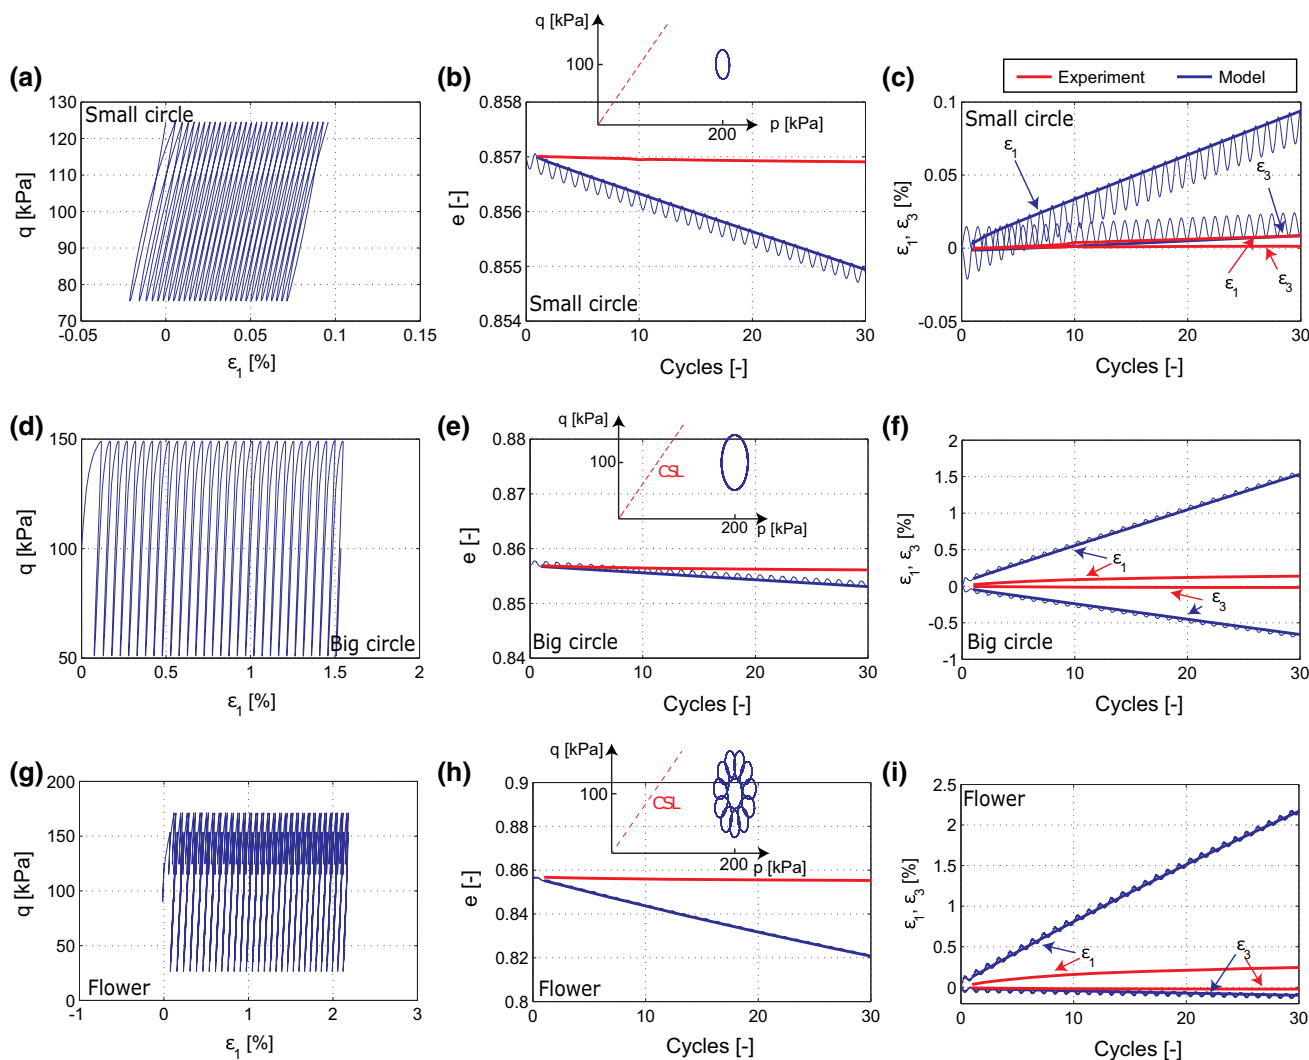 (a)
Small circle
q [kPa]
130
120
110
100
90
80
70
-0.05
0
0.05
0.1
0.15
ε1 [%]
(b)
q [kPa]
100
200
p [kPa]
0.858
0.857
0.856
0.855
0.854
e [-]
Small circle
0
10
20
30
Cycles [-]
(c)
Experiment
Model
Small circle
0.1
0.05
0
-0.05
ε1, ε3 [%]
ε1
ε3
ε1
ε3
0
10
20
30
Cycles [-]
(d)
150
100
50
q [kPa]
Big circle
0
0.5
1
1.5
2
ε1 [%]
(e)
q [kPa]
100
CSL
200
p [kPa]
0.88
0.87
0.86
0.85
0.84
e [-]
Big circle
0
10
20
30
Cycles [-]
(f)
2
1.5
1
0.5
0
-0.5
-1
ε1, ε3 [%]
ε1
ε3
Big circle
0
10
20
30
Cycles [-]
(g)
200
150
100
50
0
q [kPa]
Flower
-1
0
1
2
3
ε1 [%]
(h)
q [kPa]
100
CSL
200
p [kPa]
0.9
0.88
0.86
0.84
0.82
0.8
e [-]
Flower
0
10
20
30
Cycles [-]
(i)
Flower
2.5
2
1.5
1
0.5
0
ε1, ε3 [%]
ε1
ε3
0
10
20
30
Cycles [-]